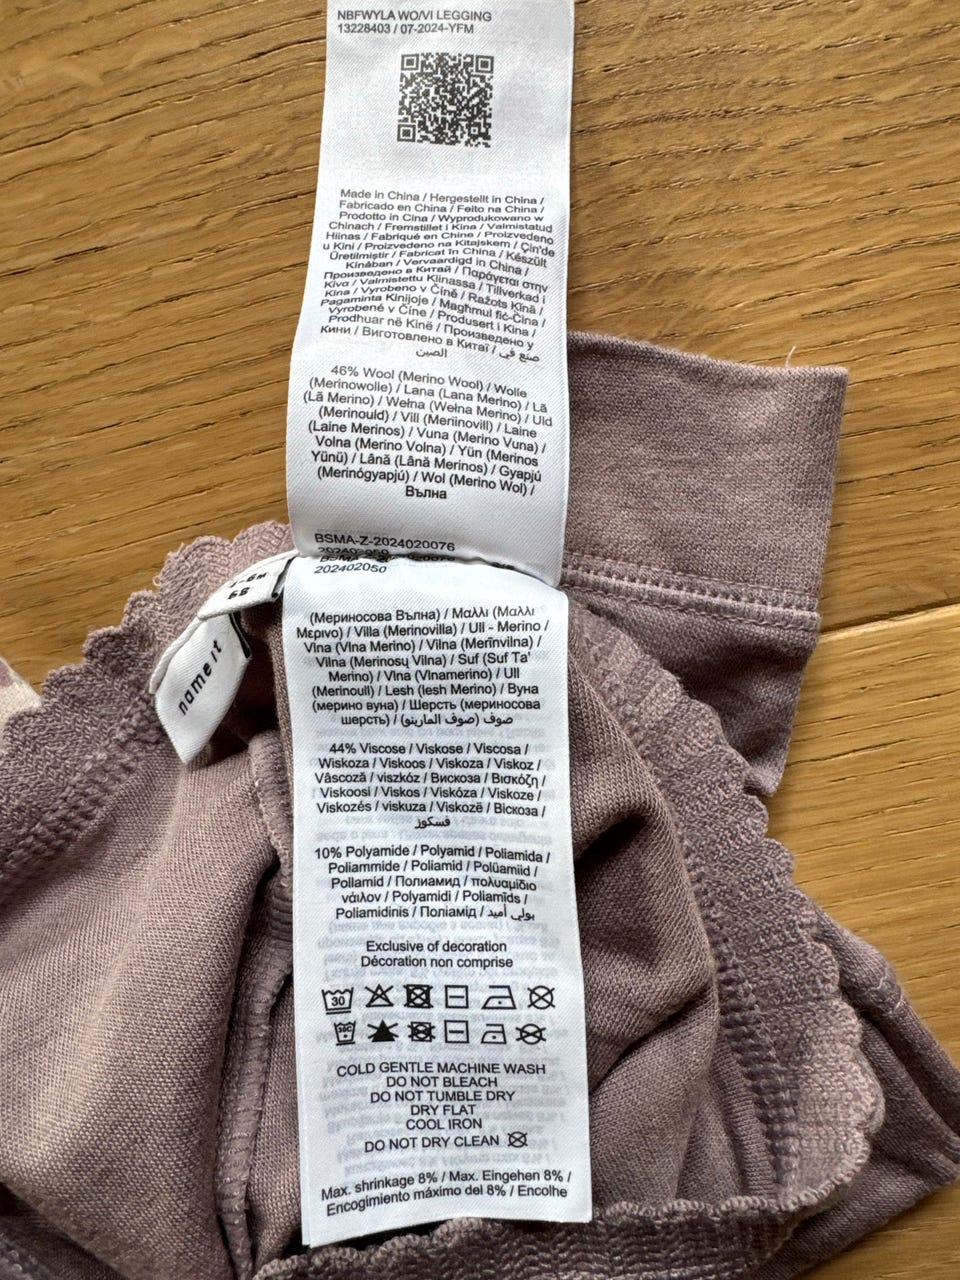 NBFWYLA WO/VI LEGGING
13228403 / 07-2024-YFM
Made in China / Hergestellt in China /
Fabricado en China / Feito na China /
Prodotto in Cina / Wyprodukowano w
Chinach / Fremstillet i Kina / Valmistatud
Hiinas / Fabriqué en Chine / Proizvedeno
u Kini / Proizvedeno na Kitajskem / Çin'de
Üretilmiştir / Fabricat în China / Készült
Kínában / Vervaardigd in China /
Произведено в Китай / Παράγεται στην
Κίνα / Valmistettu Kiinassa / Tillverkad i
Kina / Vyrobeno v Číně / Ražots Ķīnā /
Pagaminta Kinijoje / Magħmul fiċ-Ċina /
Vyrobené v Číne / Produsert i Kina /
Prodhuar në Kinë / Произведено у
Кини / Виготовлено в Китаї / صنع في
الصين
46% Wool (Merino Wool) / Wolle
(Merinowolle) / Lana (Lana Merino) / Lã
(Lã Merino) / Wełna (Wełna Merino) / Uld
(Merinould) / Vill (Meriinovill) / Laine
(Laine Merinos) / Vuna (Merino Vuna) /
Volna (Merino Volna) / Yün (Merinos
Yünü) / Lână (Lână Merinos) / Gyapjú
(Merinógyapjú) / Wol (Merino Wol) /
Вълна
BSMA-Z-2024020076
202402050
202402050
68
name it
(Мериносова Вълна) / Μαλλί (Μαλλί
Μερινό) / Villa (Merinovilla) / Ull - Merino /
Vlna (Vlna Merino) / Vilna (Merīnvilna) /
Vilna (Merinosų Vilna) / Suf (Suf Ta'
Merino) / Vlna (Vlnamerino) / Ull
(Merinoull) / Lesh (lesh Merino) / Вуна
(мерино вуна) / Шерсть (мериносова
шерсть) / صوف (صوف المارينو)
44% Viscose / Viskose / Viscosa /
Wiskoza / Viskoos / Viskoza / Viskoz /
Vâscoză / viszkóz / Вискоза / Βισκόζη /
Viskoosi / Viskos / Viskóza / Viskoze /
Viskozés / viskuza / Viskozë / Віскоза /
فسكوز
10% Polyamide / Polyamid / Poliamida /
Poliammide / Poliamid / Polüamiid /
Poliamid / Полиамид / πολυαμίδιο
νάιλον / Polyamidi / Poliamīds /
Poliamidinis / Поліамід / بولي أميد
Exclusive of decoration
Décoration non comprise
30
30C
COLD GENTLE MACHINE WASH
DO NOT BLEACH
DO NOT TUMBLE DRY
DRY FLAT
COOL IRON
DO NOT DRY CLEAN
Max. shrinkage 8% / Max. Eingehen 8% /
Encogimiento máximo del 8% / Encolhe